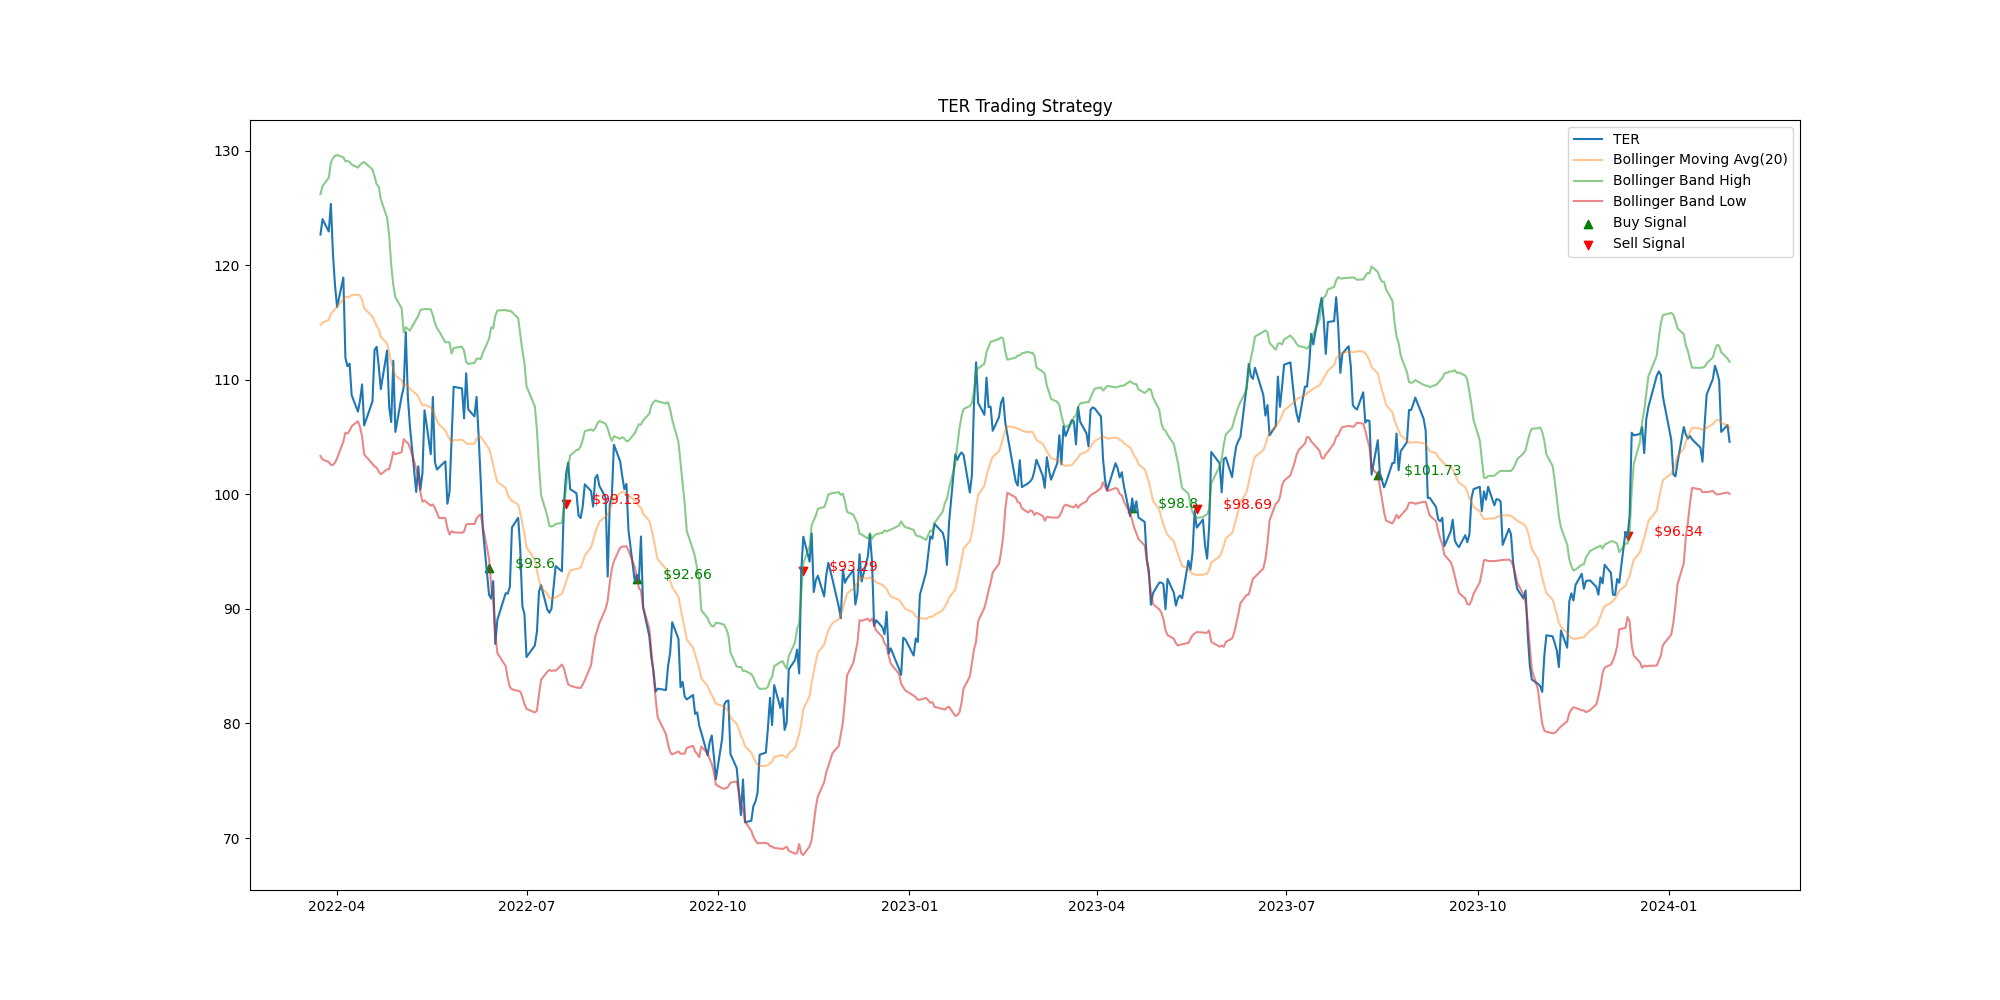 TER Trading Strategy
TER
Bollinger Moving Avg(20)
Bollinger Band High
Bollinger Band Low
Buy Signal
Sell Signal
130
120
110
100
90
80
70
$93.6
$99.13
$92.66
$93.29
$98.8
$98.69
$101.73
$96.34
2022-04 2022-07 2022-10 2023-01 2023-04 2023-07 2023-10 2024-01